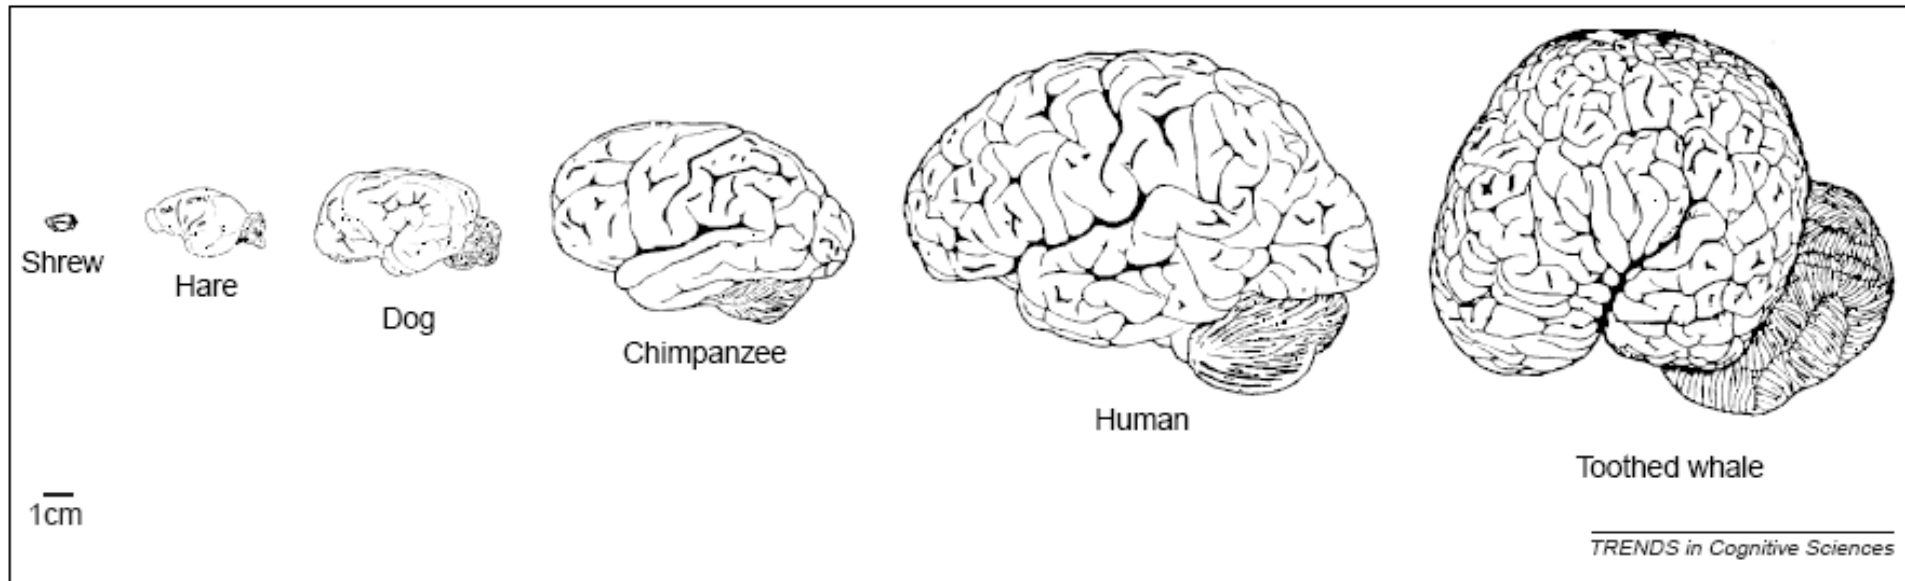 Shrew
Hare
Dog
Chimpanzee
Human
Toothed whale
1cm
TRENDS in Cognitive Sciences